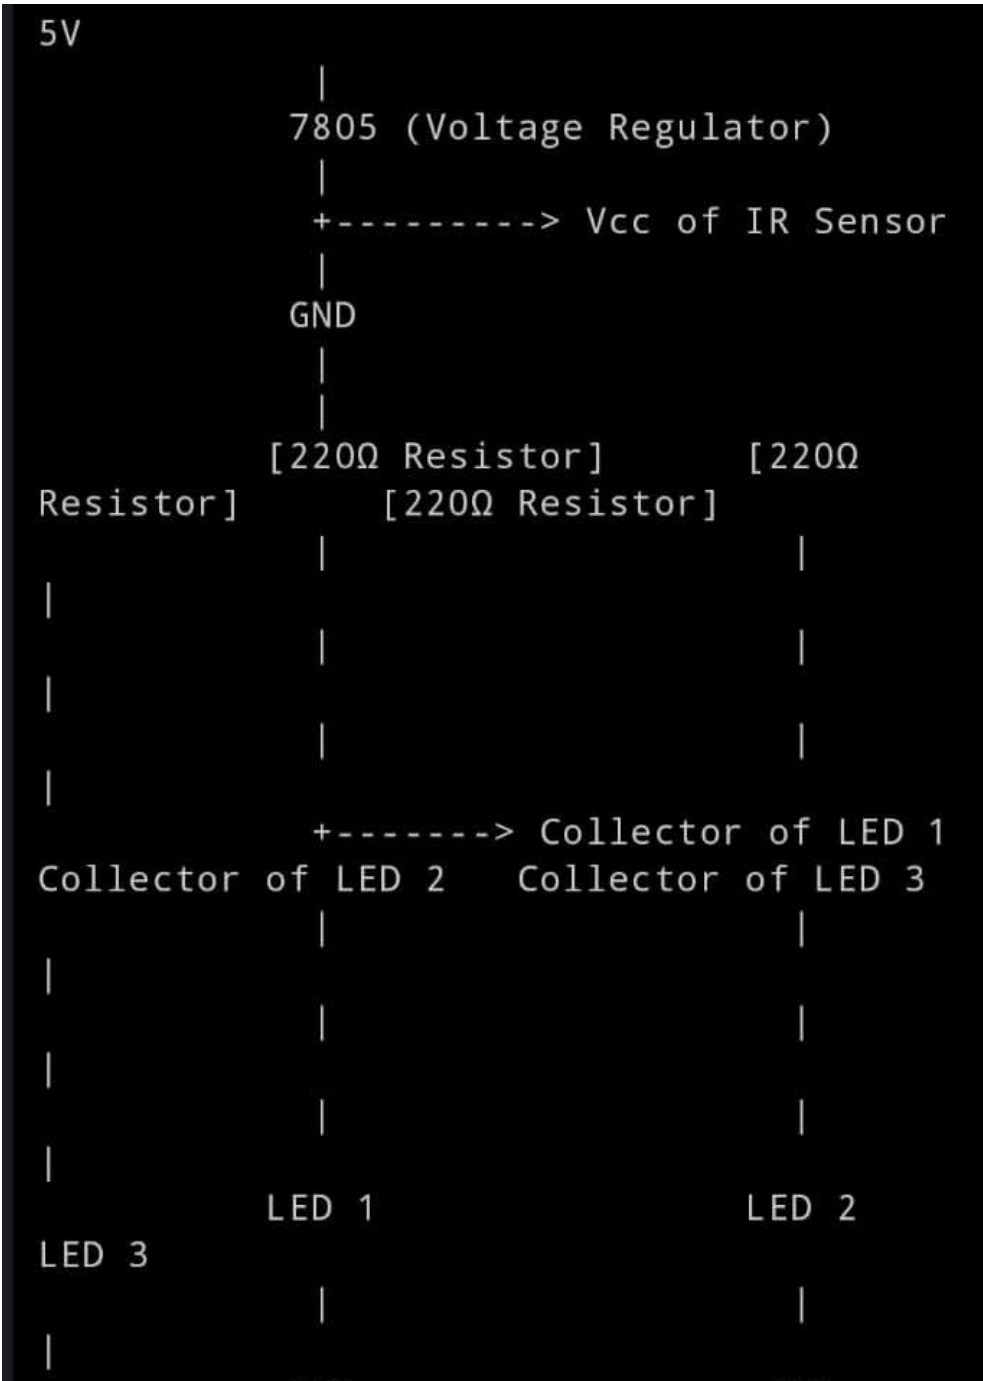 5V
|
7805 (Voltage Regulator)
|
+---------> Vcc of IR Sensor
|
GND
|
|
[220Ω Resistor] [220Ω
Resistor] [220Ω Resistor]
| |
|
| |
|
| |
|
+-------> Collector of LED 1
Collector of LED 2 Collector of LED 3
| |
|
| |
|
| |
|
LED 1 LED 2
LED 3
| |
|